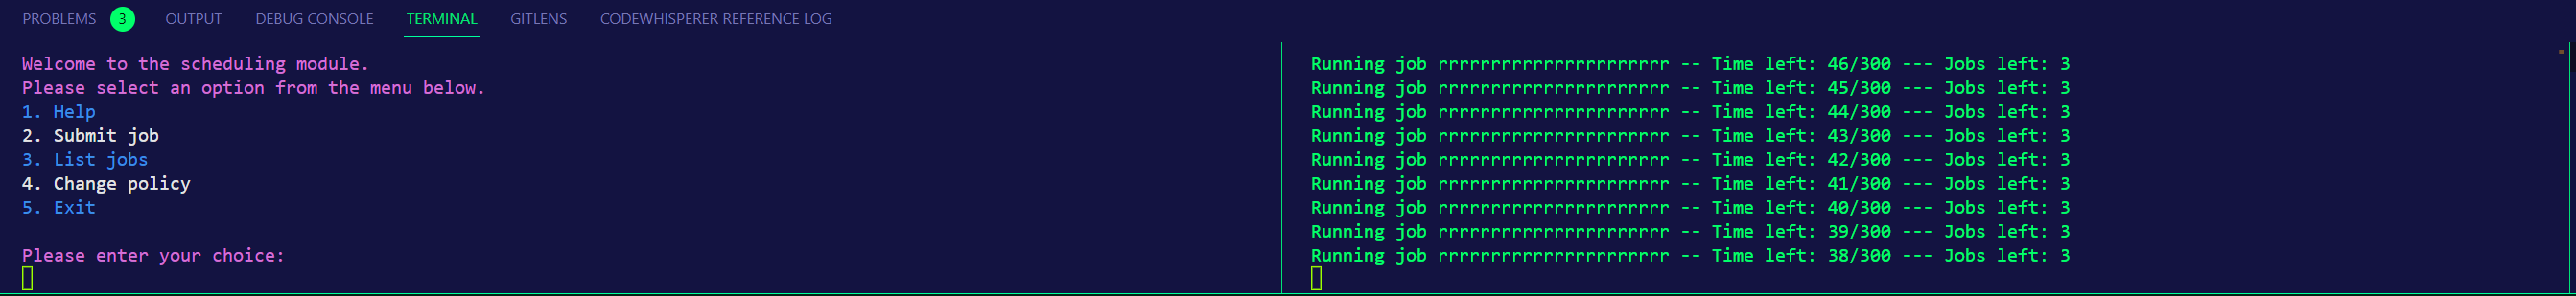 PROBLEMS 3 OUTPUT DEBUG CONSOLE TERMINAL GITLENS CODEWHISPERER REFERENCE LOG
Welcome to the scheduling module.
Please select an option from the menu below.
1. Help
2. Submit job
3. List jobs
4. Change policy
5. Exit
Please enter your choice:
Running job rrrrrrrrrrrrrrrrrrrrrr -- Time left: 46/300 --- Jobs left: 3
Running job rrrrrrrrrrrrrrrrrrrrrr -- Time left: 45/300 --- Jobs left: 3
Running job rrrrrrrrrrrrrrrrrrrrrr -- Time left: 44/300 --- Jobs left: 3
Running job rrrrrrrrrrrrrrrrrrrrrr -- Time left: 43/300 --- Jobs left: 3
Running job rrrrrrrrrrrrrrrrrrrrrr -- Time left: 42/300 --- Jobs left: 3
Running job rrrrrrrrrrrrrrrrrrrrrr -- Time left: 41/300 --- Jobs left: 3
Running job rrrrrrrrrrrrrrrrrrrrrr -- Time left: 40/300 --- Jobs left: 3
Running job rrrrrrrrrrrrrrrrrrrrrr -- Time left: 39/300 --- Jobs left: 3
Running job rrrrrrrrrrrrrrrrrrrrrr -- Time left: 38/300 --- Jobs left: 3